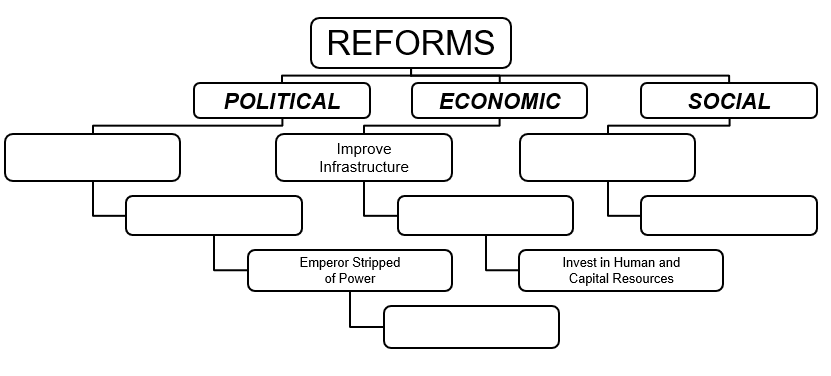 REFORMS
POLITICAL
ECONOMIC
SOCIAL
Improve
Infrastructure
Emperor Stripped
of Power
Invest in Human and
Capital Resources